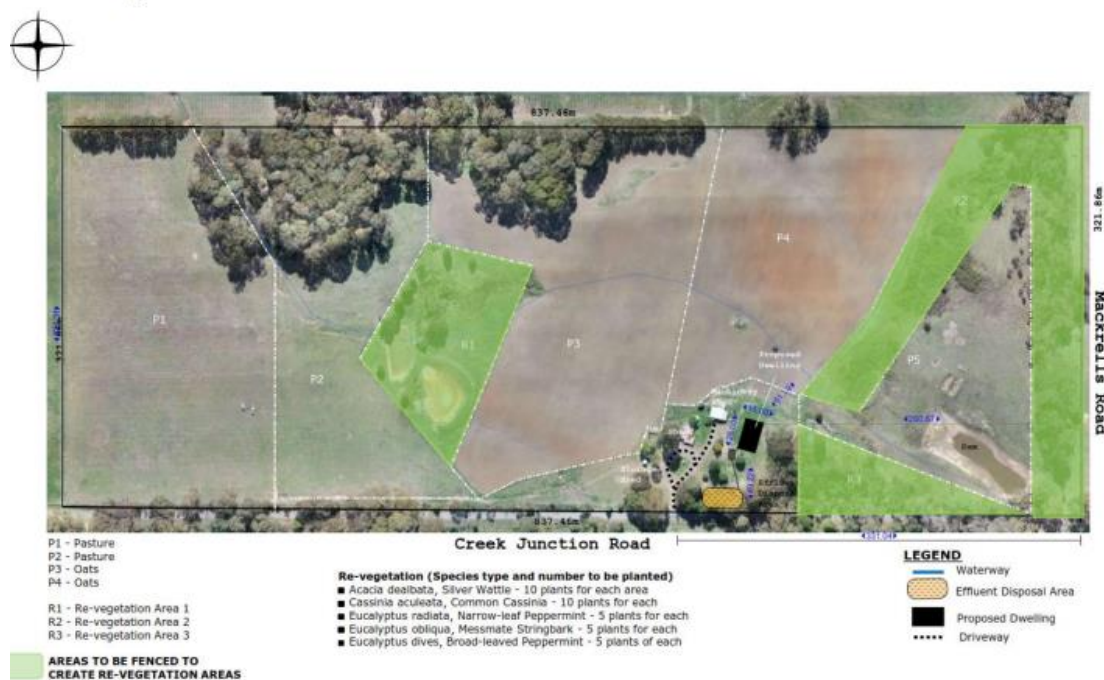 837.46m
R2
321.86m
P4
Mackrells Road
P1
R1
P3
Proposed
Dwelling
P2
P5
Dam
R3
837.46m
Creek Junction Road
P1 - Pasture
P2 - Pasture
P3 - Oats
P4 - Oats
R1 - Re-vegetation Area 1
R2 - Re-vegetation Area 2
R3 - Re-vegetation Area 3
AREAS TO BE FENCED TO
CREATE RE-VEGETATION AREAS
Re-vegetation (Species type and number to be planted)
Acacia dealbata, Silver Wattle - 10 plants for each area
Cassinia aculeata, Common Cassinia - 10 plants for each
Eucalyptus radiata, Narrow-leaf Peppermint - 5 plants for each
Eucalyptus obliqua, Messmate Stringbark - 5 plants for each
Eucalyptus dives, Broad-leaved Peppermint - 5 plants of each
LEGEND
Waterway
Effluent Disposal Area
Proposed Dwelling
Driveway